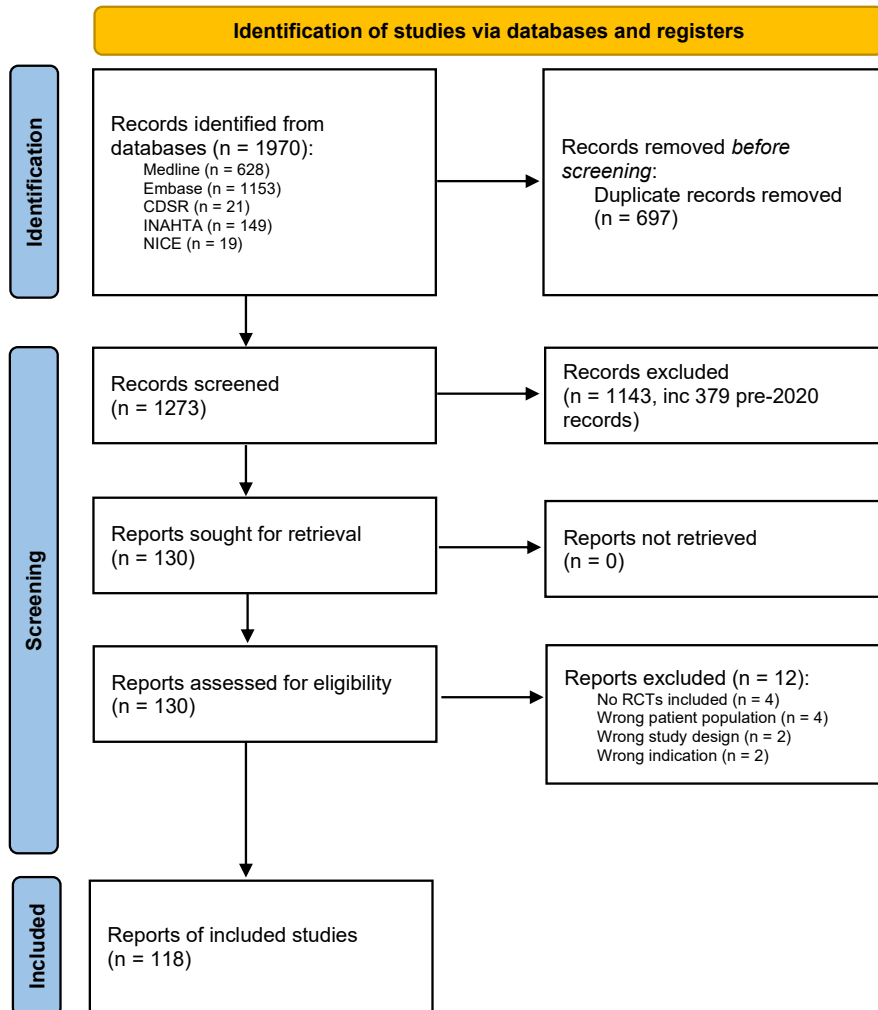 Identification of studies via databases and registers
Identification
Records identified from
databases (n = 1970):
Medline (n = 628)
Embase (n = 1153)
CDSR (n = 21)
INAHTA (n = 149)
NICE (n = 19)
Records removed before
screening:
Duplicate records removed
(n = 697)
Screening
Records screened
(n = 1273)
Records excluded
(n = 1143, inc 379 pre-2020
records)
Reports sought for retrieval
(n = 130)
Reports not retrieved
(n = 0)
Reports assessed for eligibility
(n = 130)
Reports excluded (n = 12):
No RCTs included (n = 4)
Wrong patient population (n = 4)
Wrong study design (n = 2)
Wrong indication (n = 2)
Included
Reports of included studies
(n = 118)